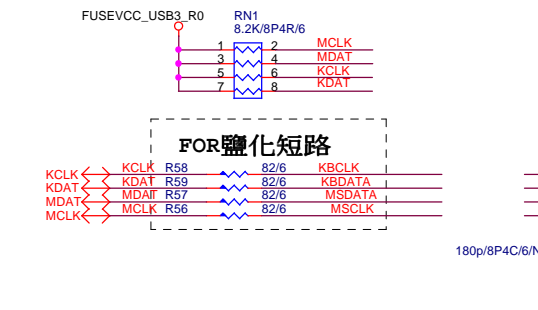 FUSEVCC_USB3_R0 RN1
8.2K/8P4R/6
1 2 MCLK
3 4 MDAT
5 6 KCLK
7 8 KDAT
FOR鹽化短路
KCLK KCLK R58 82/6 KBCLK
KDAT KDAT R59 82/6 KBDATA
MDAT MDAT R57 82/6 MSDATA
MCLK MCLK R56 82/6 MSCLK
180p/8P4C/6/N